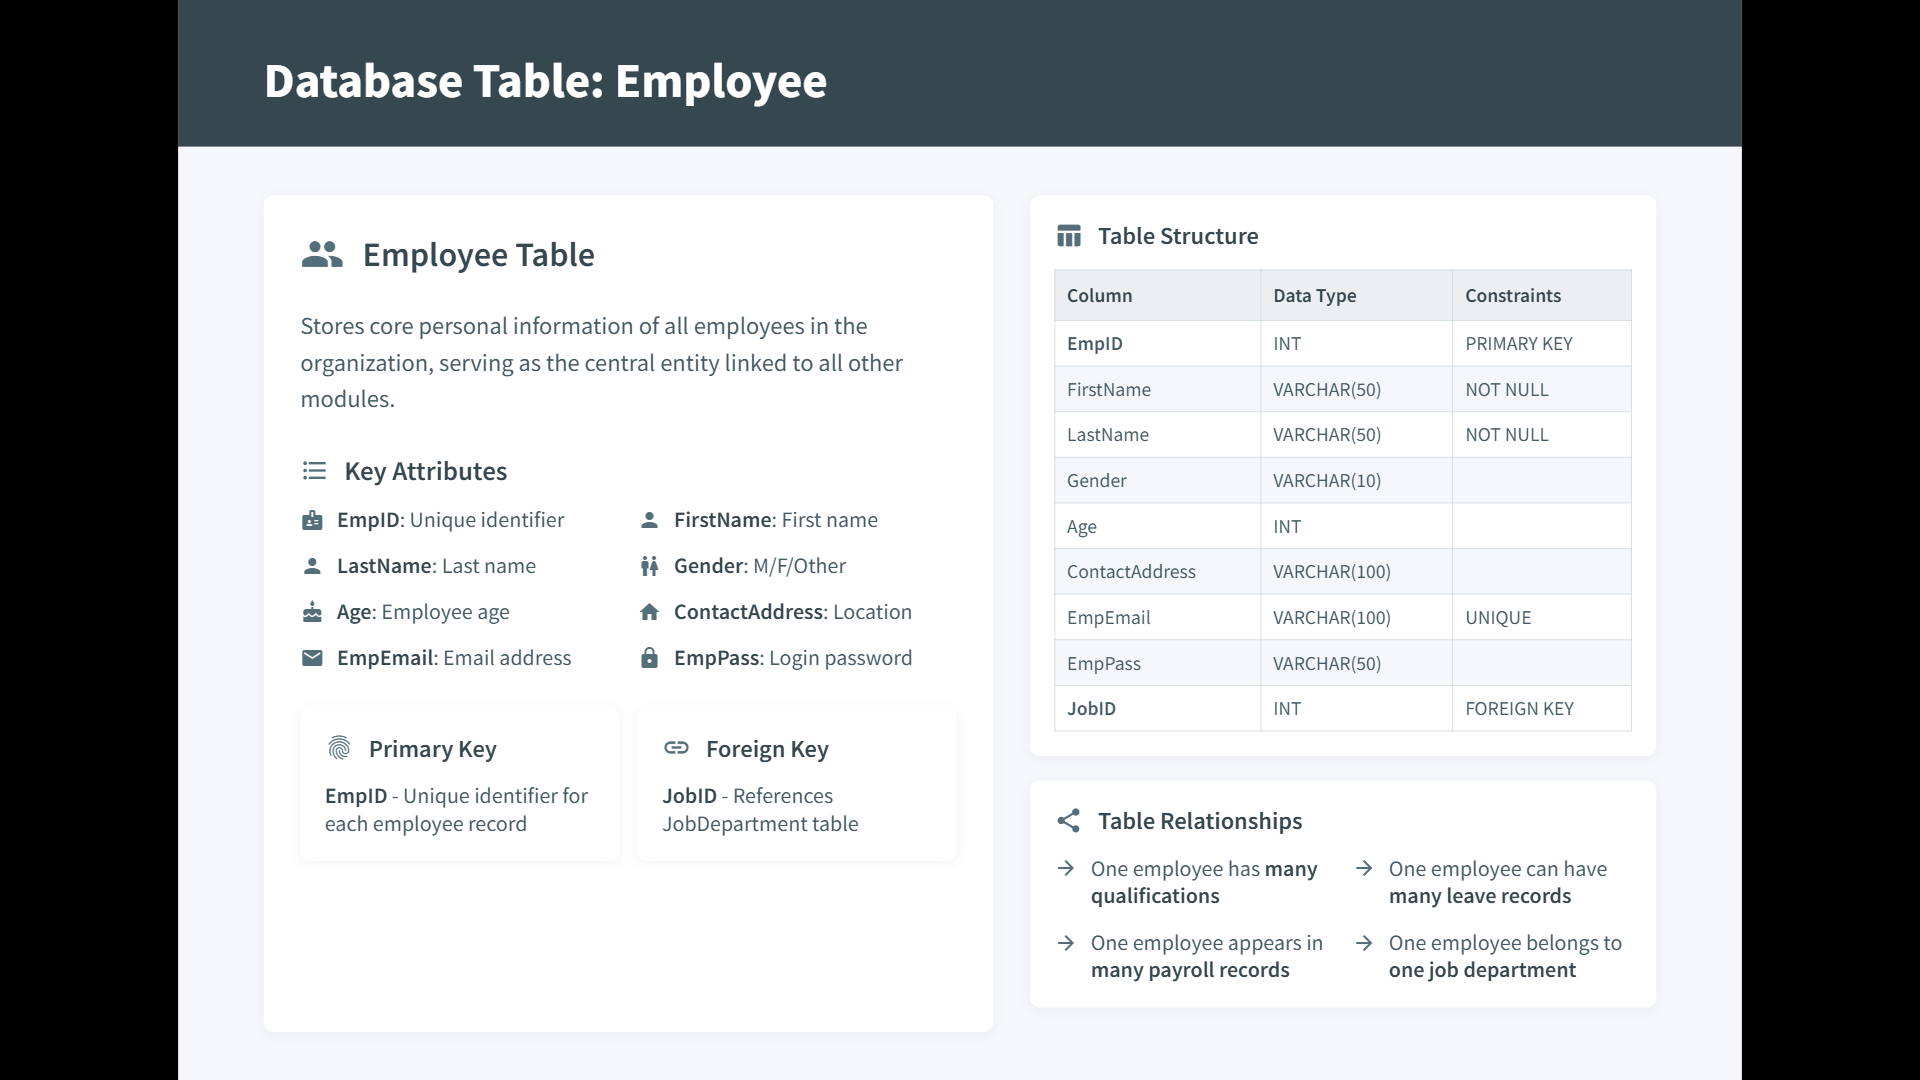 Database Table: Employee
Employee Table
Stores core personal information of all employees in the
organization, serving as the central entity linked to all other
modules.
Key Attributes
EmpID: Unique identifier
FirstName: First name
LastName: Last name
Gender: M/F/Other
Age: Employee age
ContactAddress: Location
EmpEmail: Email address
EmpPass: Login password
Primary Key
EmpID - Unique identifier for
each employee record
Foreign Key
JobID - References
JobDepartment table
Table Structure
Column Data Type Constraints
EmpID INT PRIMARY KEY
FirstName VARCHAR(50) NOT NULL
LastName VARCHAR(50) NOT NULL
Gender VARCHAR(10)
Age INT
ContactAddress VARCHAR(100)
EmpEmail VARCHAR(100) UNIQUE
EmpPass VARCHAR(50)
JobID INT FOREIGN KEY
Table Relationships
One employee has many
qualifications
One employee can have
many leave records
One employee appears in
many payroll records
One employee belongs to
one job department